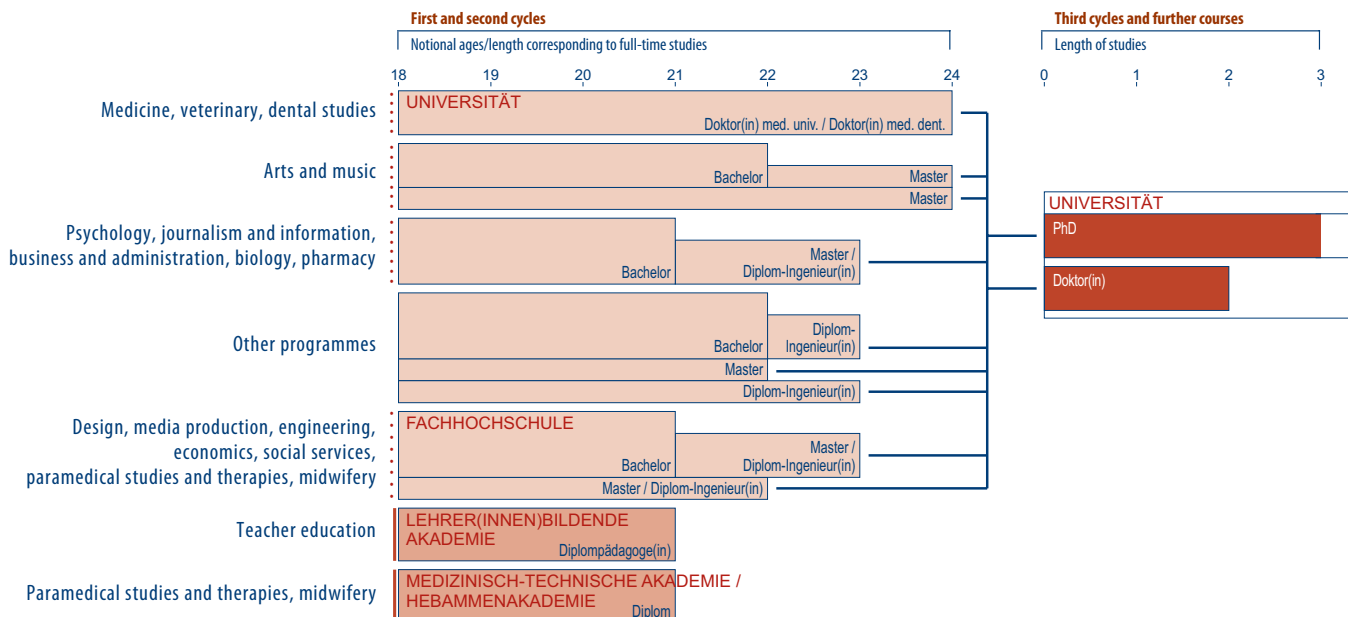 First and second cycles
Third cycles and further courses
Notional ages/length corresponding to full-time studies
Length of studies
18 19 20 21 22 23 24
0 1 2 3
Medicine, veterinary, dental studies
UNIVERSITÄT
Doktor(in) med. univ. / Doktor(in) med. dent.
Arts and music
Bachelor
Master
Master
UNIVERSITÄT
PhD
Doktor(in)
Psychology, journalism and information,
business and administration, biology, pharmacy
Bachelor
Master /
Diplom-Ingenieur(in)
Other programmes
Bachelor
Diplom-
Ingenieur(in)
Master
Diplom-Ingenieur(in)
Design, media production, engineering,
economics, social services,
paramedical studies and therapies, midwifery
FACHHOCHSCHULE
Bachelor
Master /
Diplom-Ingenieur(in)
Master / Diplom-Ingenieur(in)
Teacher education
LEHRER(INNEN)BILDENDE
AKADEMIE
Diplompädagoge(in)
Paramedical studies and therapies, midwifery
MEDIZINISCH-TECHNISCHE AKADEMIE /
HEBAMMENAKADEMIE
Diplom